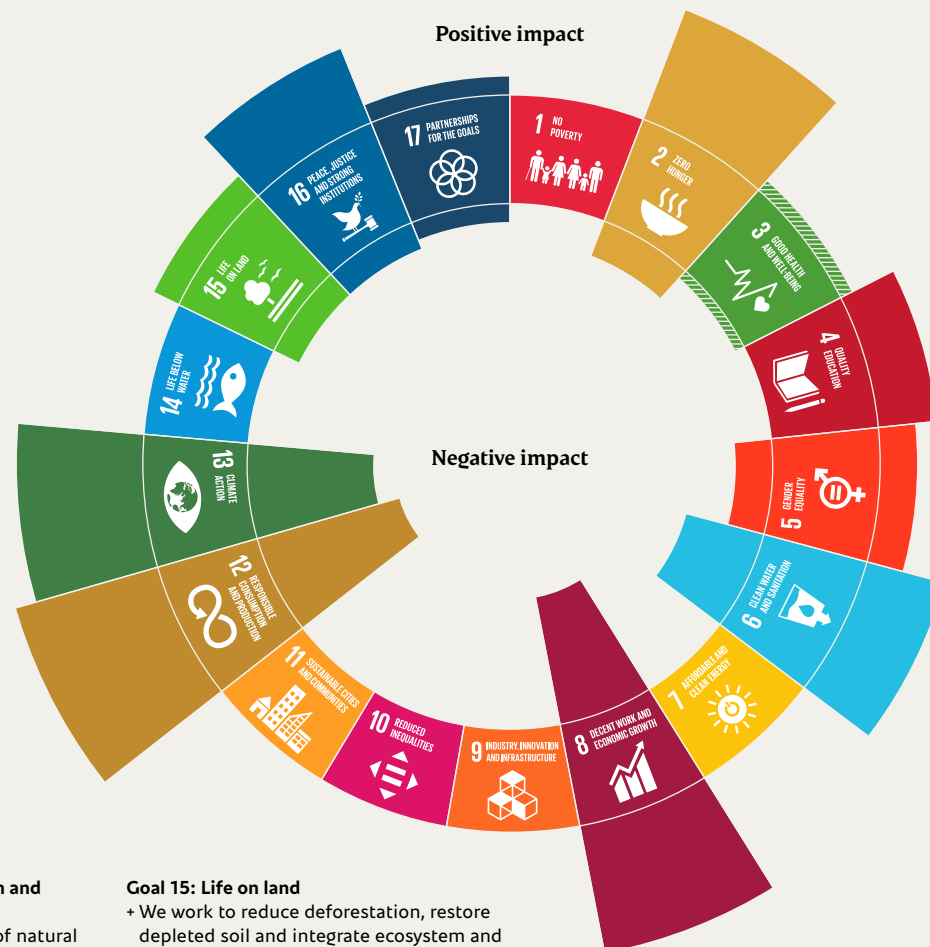 Positive impact
1 NO
POVERTY
2 ZERO
HUNGER
3 GOOD HEALTH
AND WELL-BEING
4 QUALITY
EDUCATION
5 GENDER
EQUALITY
6 CLEAN WATER
AND SANITATION
7 AFFORDABLE AND
CLEAN ENERGY
8 DECENT WORK AND
ECONOMIC GROWTH
9 INDUSTRY, INNOVATION
AND INFRASTRUCTURE
10 REDUCED
INEQUALITIES
11 SUSTAINABLE CITIES
AND COMMUNITIES
12 RESPONSIBLE
CONSUMPTION
AND PRODUCTION
13 CLIMATE
ACTION
14 LIFE BELOW
WATER
15 LIFE
ON LAND
16 PEACE, JUSTICE
AND STRONG
INSTITUTIONS
17 PARTNERSHIPS
FOR THE GOALS
Negative impact
and
of natural
Goal 15: Life on land
+ We work to reduce deforestation, restore
depleted soil and integrate ecosystem and